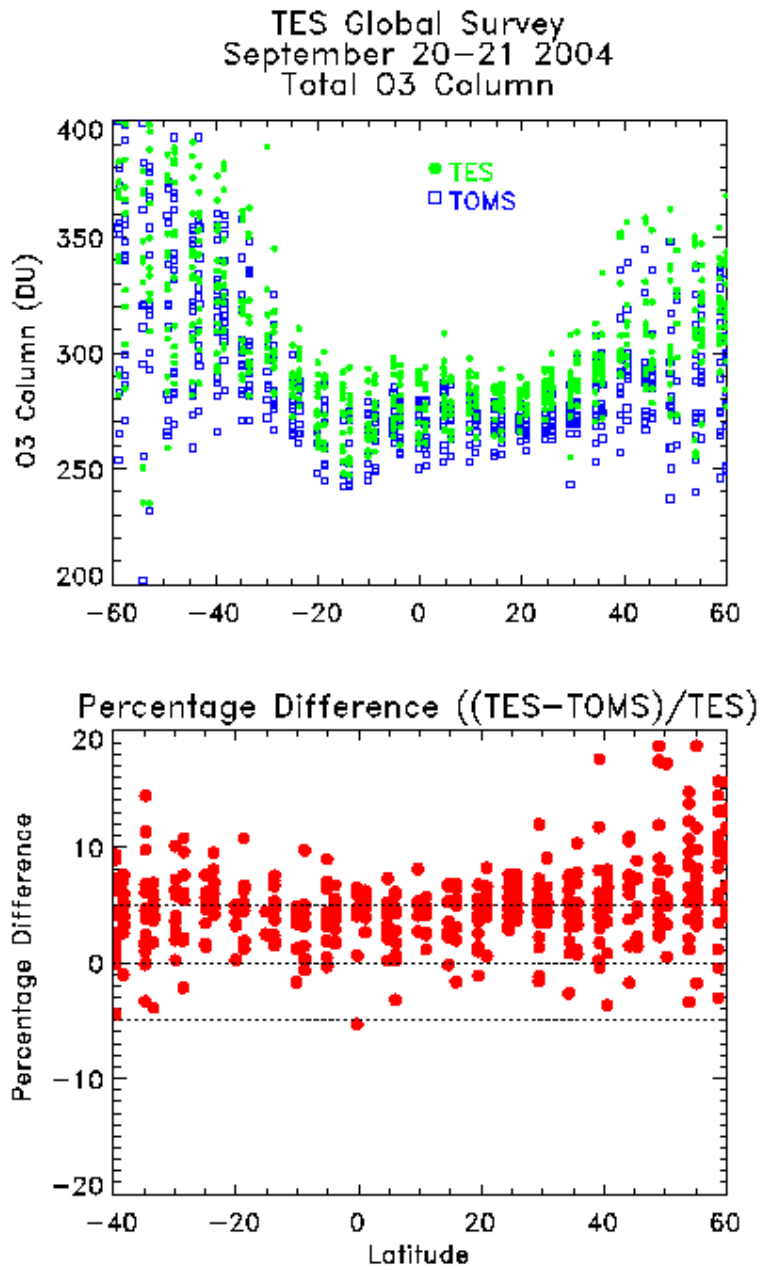 TES Global Survey
September 20-21 2004
Total O3 Column
400
350
300
250
200
O3 Column (DU)
TES
TOMS
-60 -40 -20 0 20 40 60
Percentage Difference ((TES-TOMS)/TES)
20
10
0
-10
-20
Percentage Difference
-40 -20 0 20 40 60
Latitude